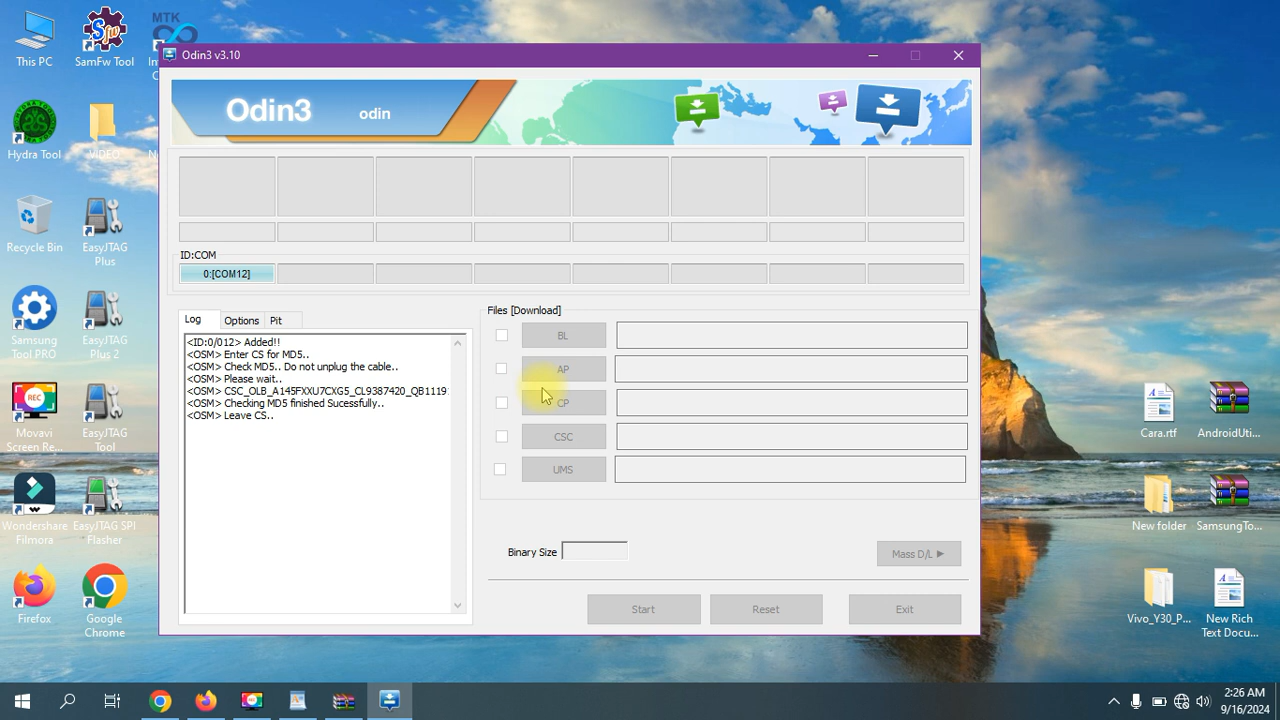 This PC
SamFw Tool
MTK
Hydra Tool
VIDEO
Recycle Bin
EasyJTAG
Plus
Samsung
Tool PRO
EasyJTAG
Plus 2
Movavi
Screen Re...
EasyJTAG
Tool
Wondershare
Filmora
EasyJTAG SPI
Flasher
Firefox
Google
Chrome
Odin3 v3.10
Odin3
odin
ID:COM
0:[COM12]
Log
Options
Pit
<ID:0/012> Added!!
<OSM> Enter CS for MD5..
<OSM> Check MD5.. Do not unplug the cable..
<OSM> Please wait..
<OSM> CSC_OLB_A145FXXU7CXG5_CL9387420_QB1119
<OSM> Checking MD5 finished Sucessfully..
<OSM> Leave CS..
Files [Download]
BL
AP
CP
CSC
UMS
Binary Size
Mass D/L ▶
Start
Reset
Exit
Cara.rtf
AndroidUti...
New folder
SamsungTo...
Vivo_Y30_P...
New Rich
Text Docu...
2:26 AM
9/16/2024